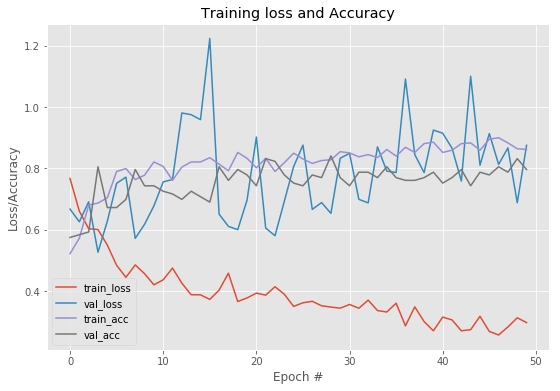 Training loss and Accuracy
Loss/Accuracy
1.2
1.0
0.8
0.6
0.4
train_loss
val_loss
train_acc
val_acc
0 10 20 30 40 50
Epoch #